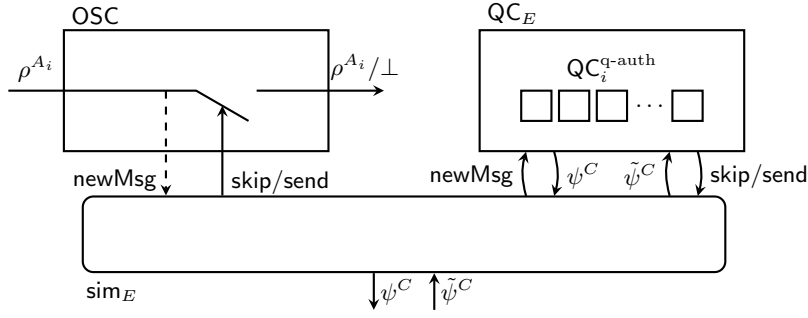 OSC
QC_E
ρ^{A_i}
ρ^{A_i}/⊥
QC_i^{q-auth}
...
newMsg
skip/send
newMsg
ψ^C
ψ̃^C
skip/send
sim_E
ψ^C
ψ̃^C